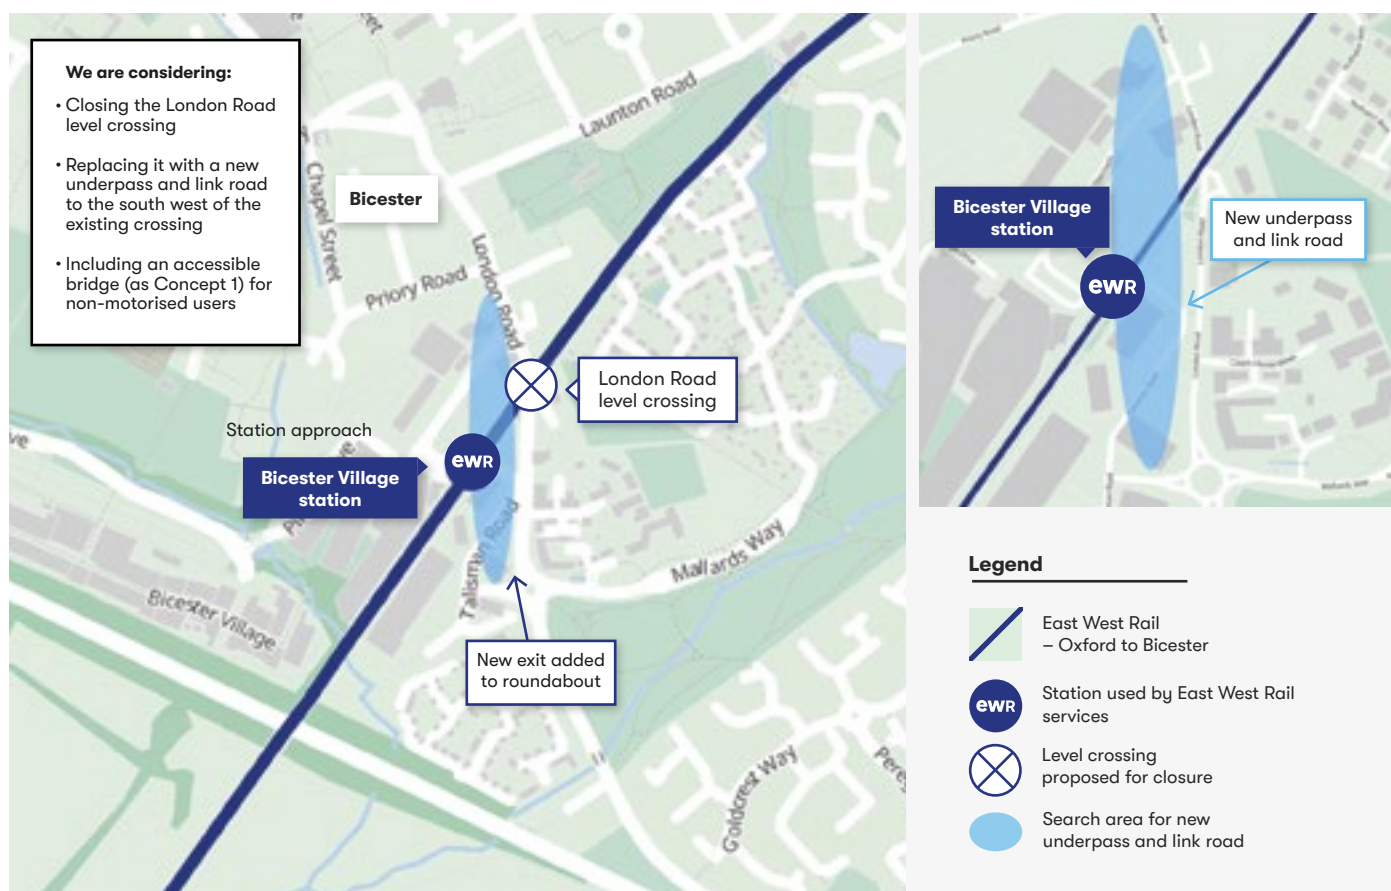 We are considering:
• Closing the London Road
level crossing
• Replacing it with a new
underpass and link road
to the south west of the
existing crossing
• Including an accessible
bridge (as Concept 1) for
non-motorised users
Chapel Street
Bicester
Launton Road
London Road
Priory Road
London Road
level crossing
Station approach
ewR
Bicester Village
station
Talisman Road
Mallards Way
Bicester Village
New exit added
to roundabout
Goldcrest Way
Bicester Village
station
ewR
New underpass
and link road
Legend
East West Rail
– Oxford to Bicester
ewR
Station used by East West Rail
services
Level crossing
proposed for closure
Search area for new
underpass and link road